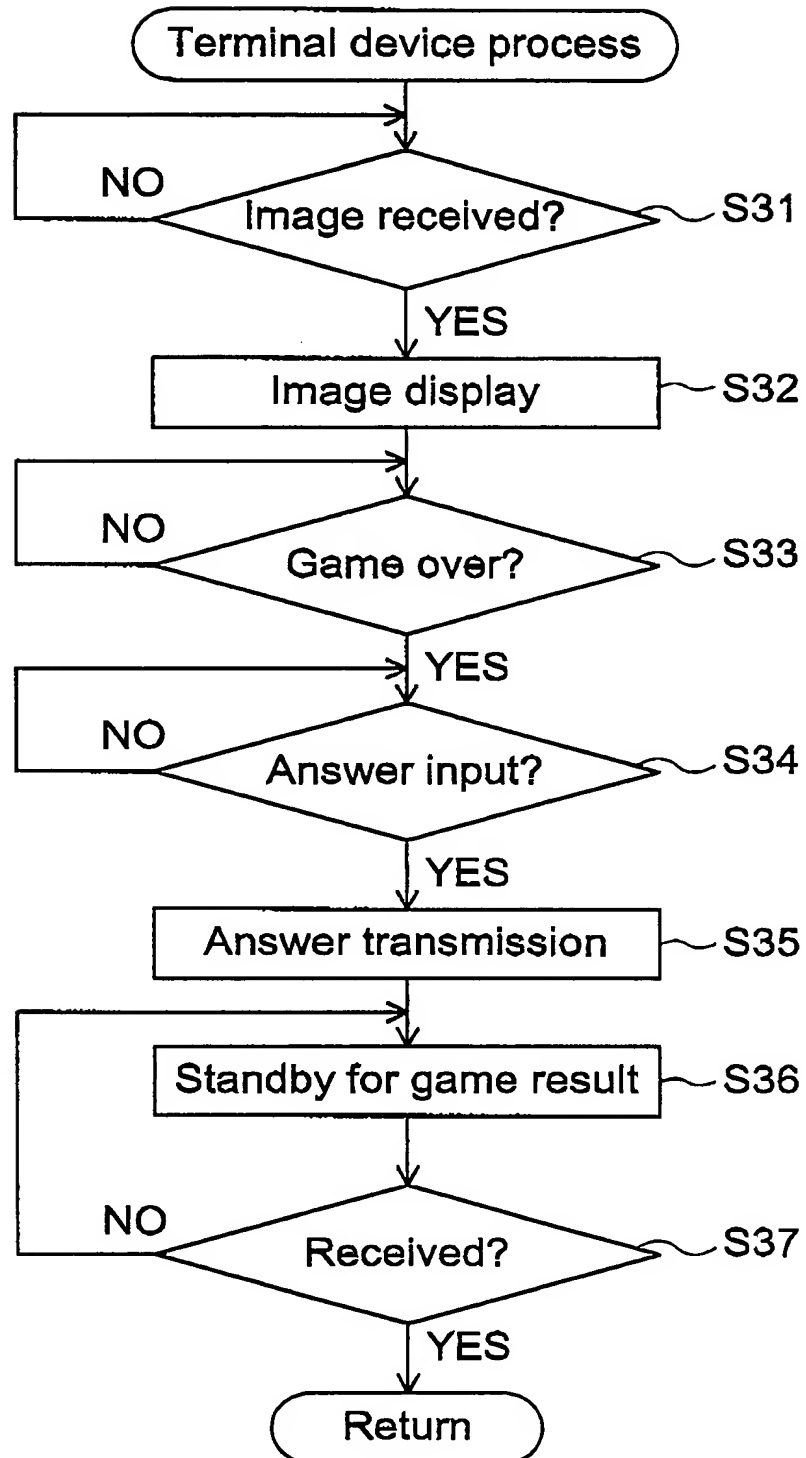 Terminal device process
NO
Image received?
S31
YES
Image display
S32
NO
Game over?
S33
YES
NO
Answer input?
S34
YES
Answer transmission
S35
Standby for game result
S36
NO
Received?
S37
YES
Return